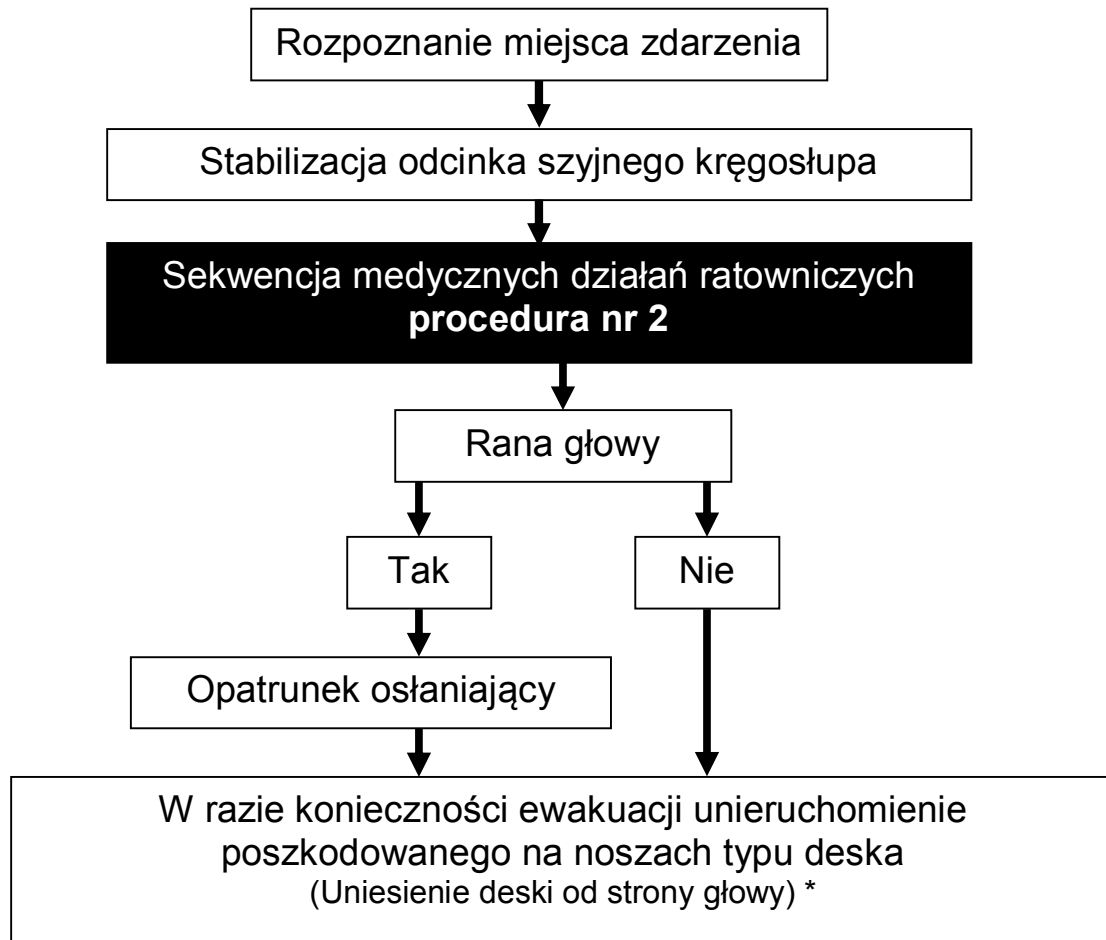 Rozpoznanie miejsca zdarzenia
Stabilizacja odcinka szyjnego kręgosłupa
Sekwencja medycznych działań ratowniczych
procedura nr 2
Rana głowy
Tak
Nie
Opatrunek osłaniający
W razie konieczności ewakuacji unieruchomienie
poszkodowanego na noszach typu deska
(Uniesienie deski od strony głowy) *